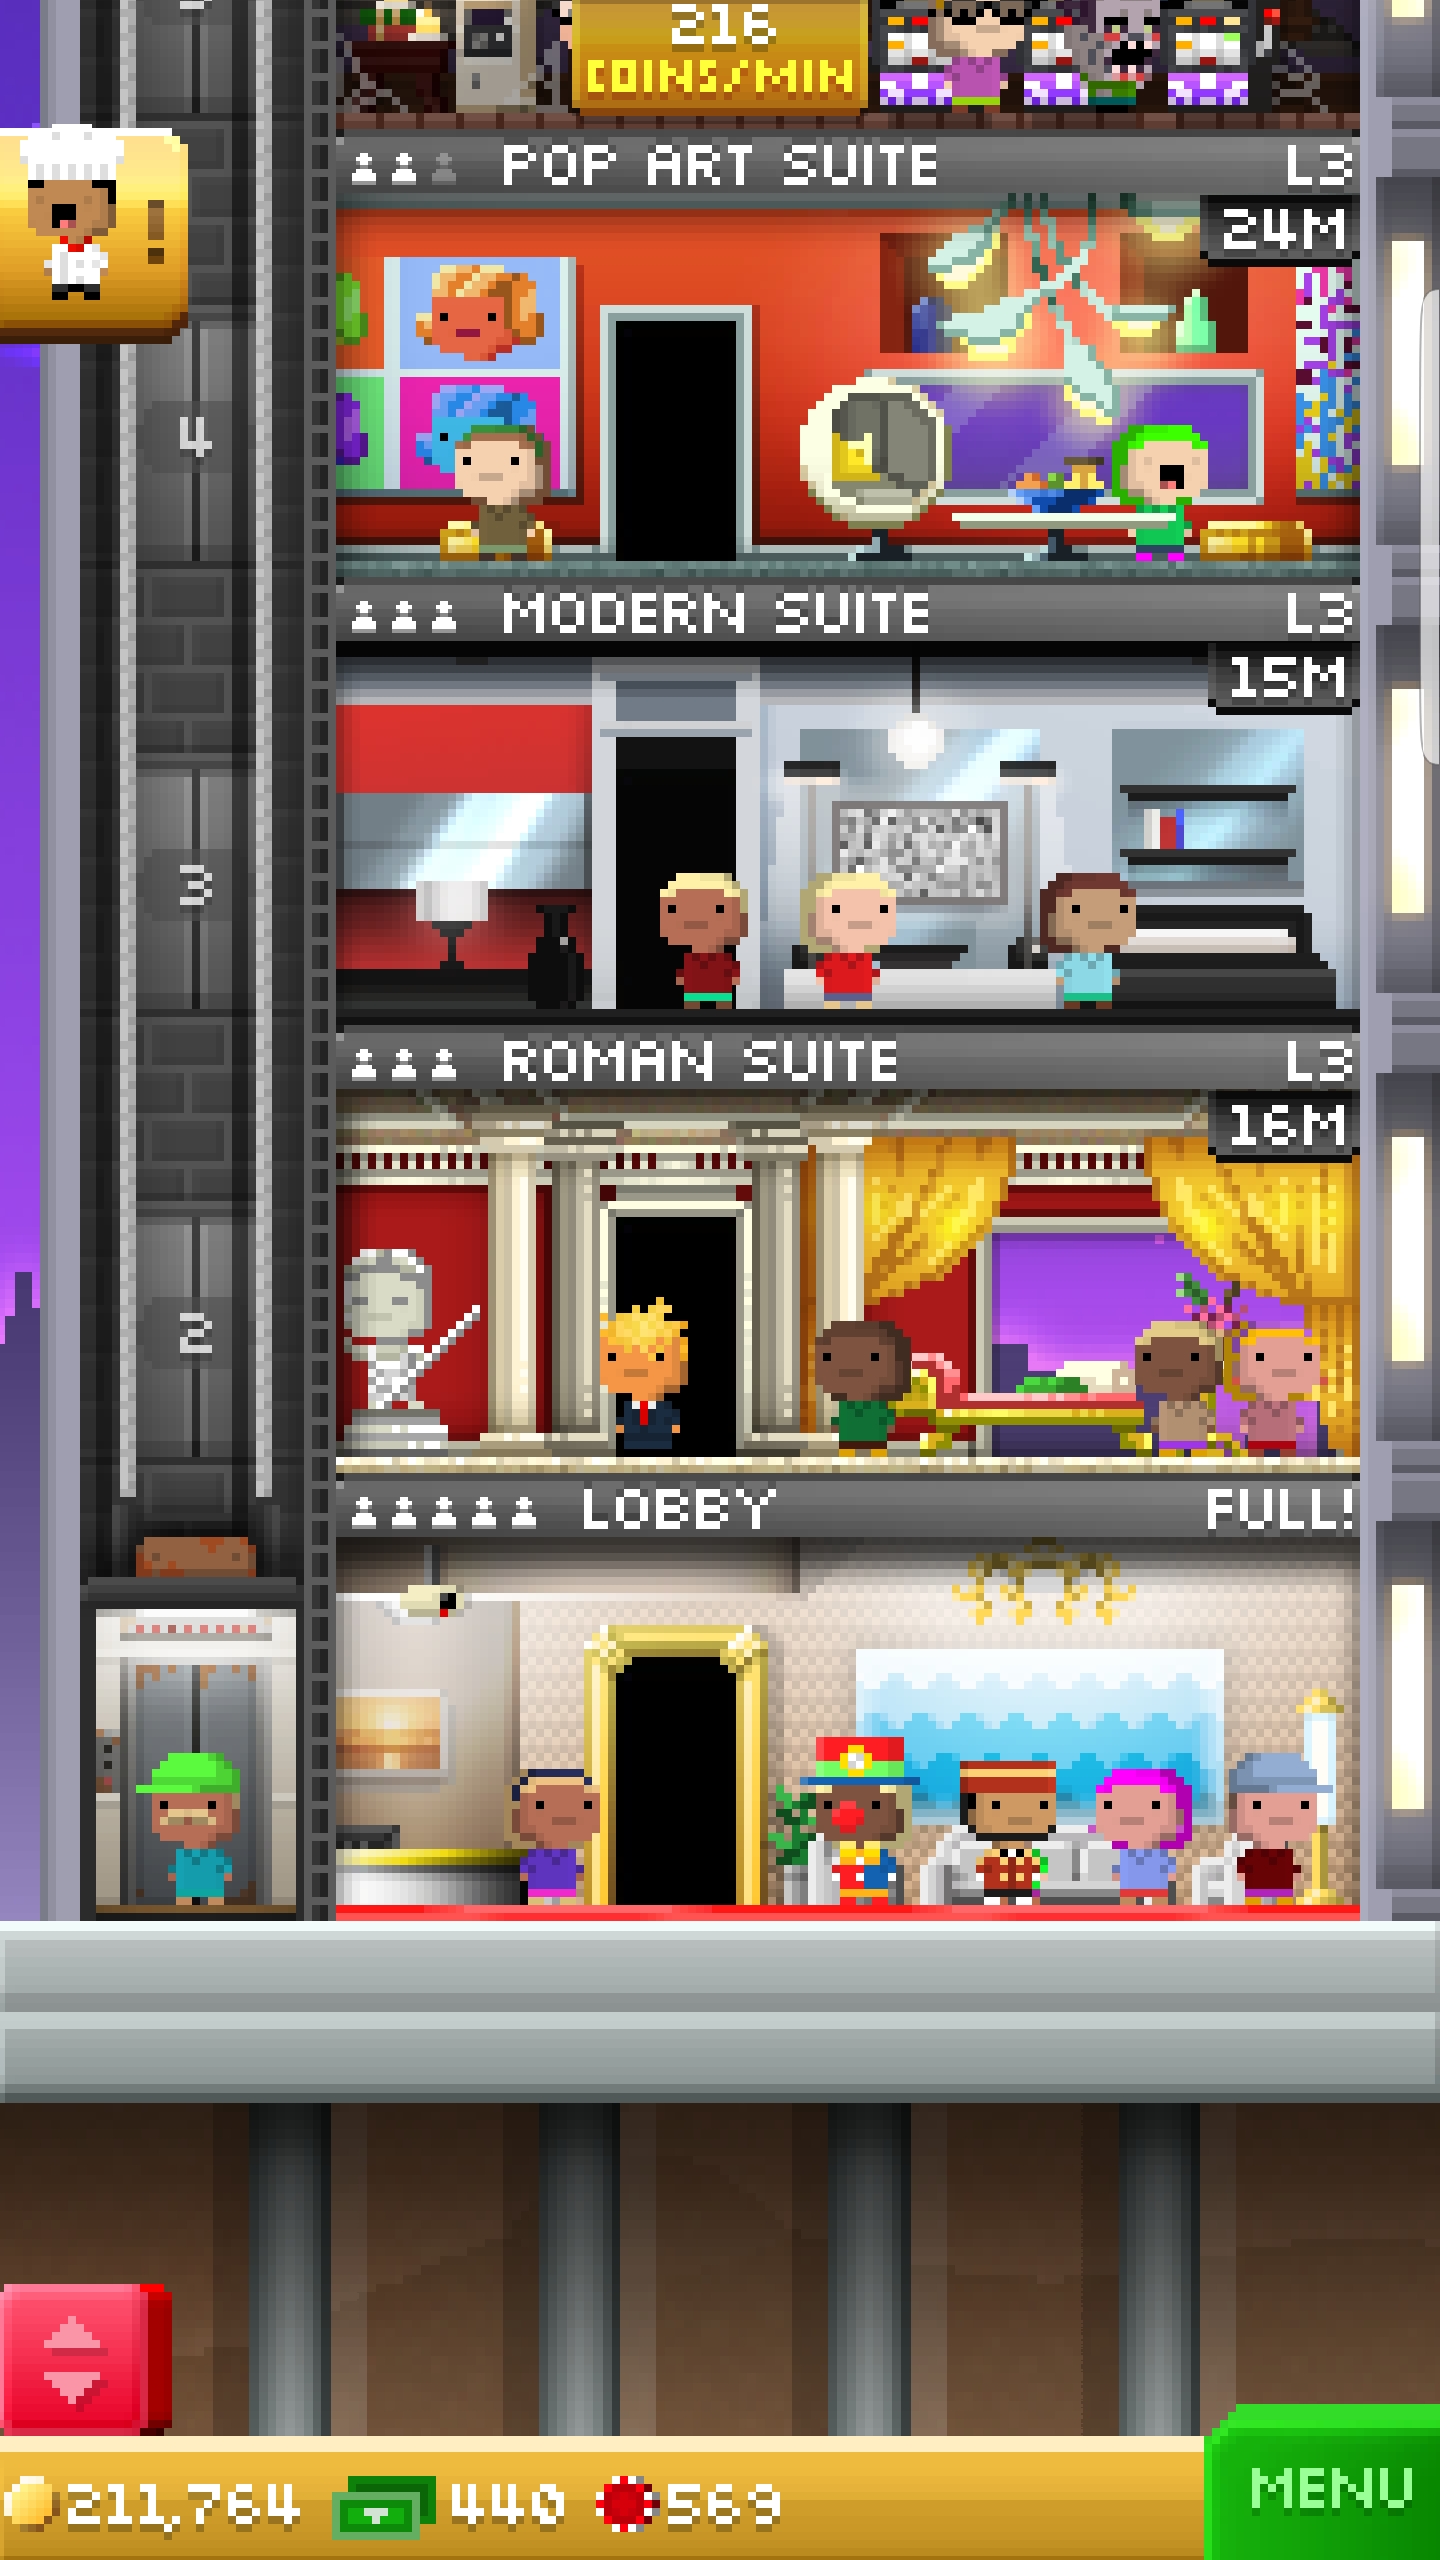 216
COINS/MIN
POP ART SUITE L3
24M
!
4
MODERN SUITE L3
15M
3
ROMAN SUITE L3
16M
2
LOBBY FULL!
211,764 440 569
MENU